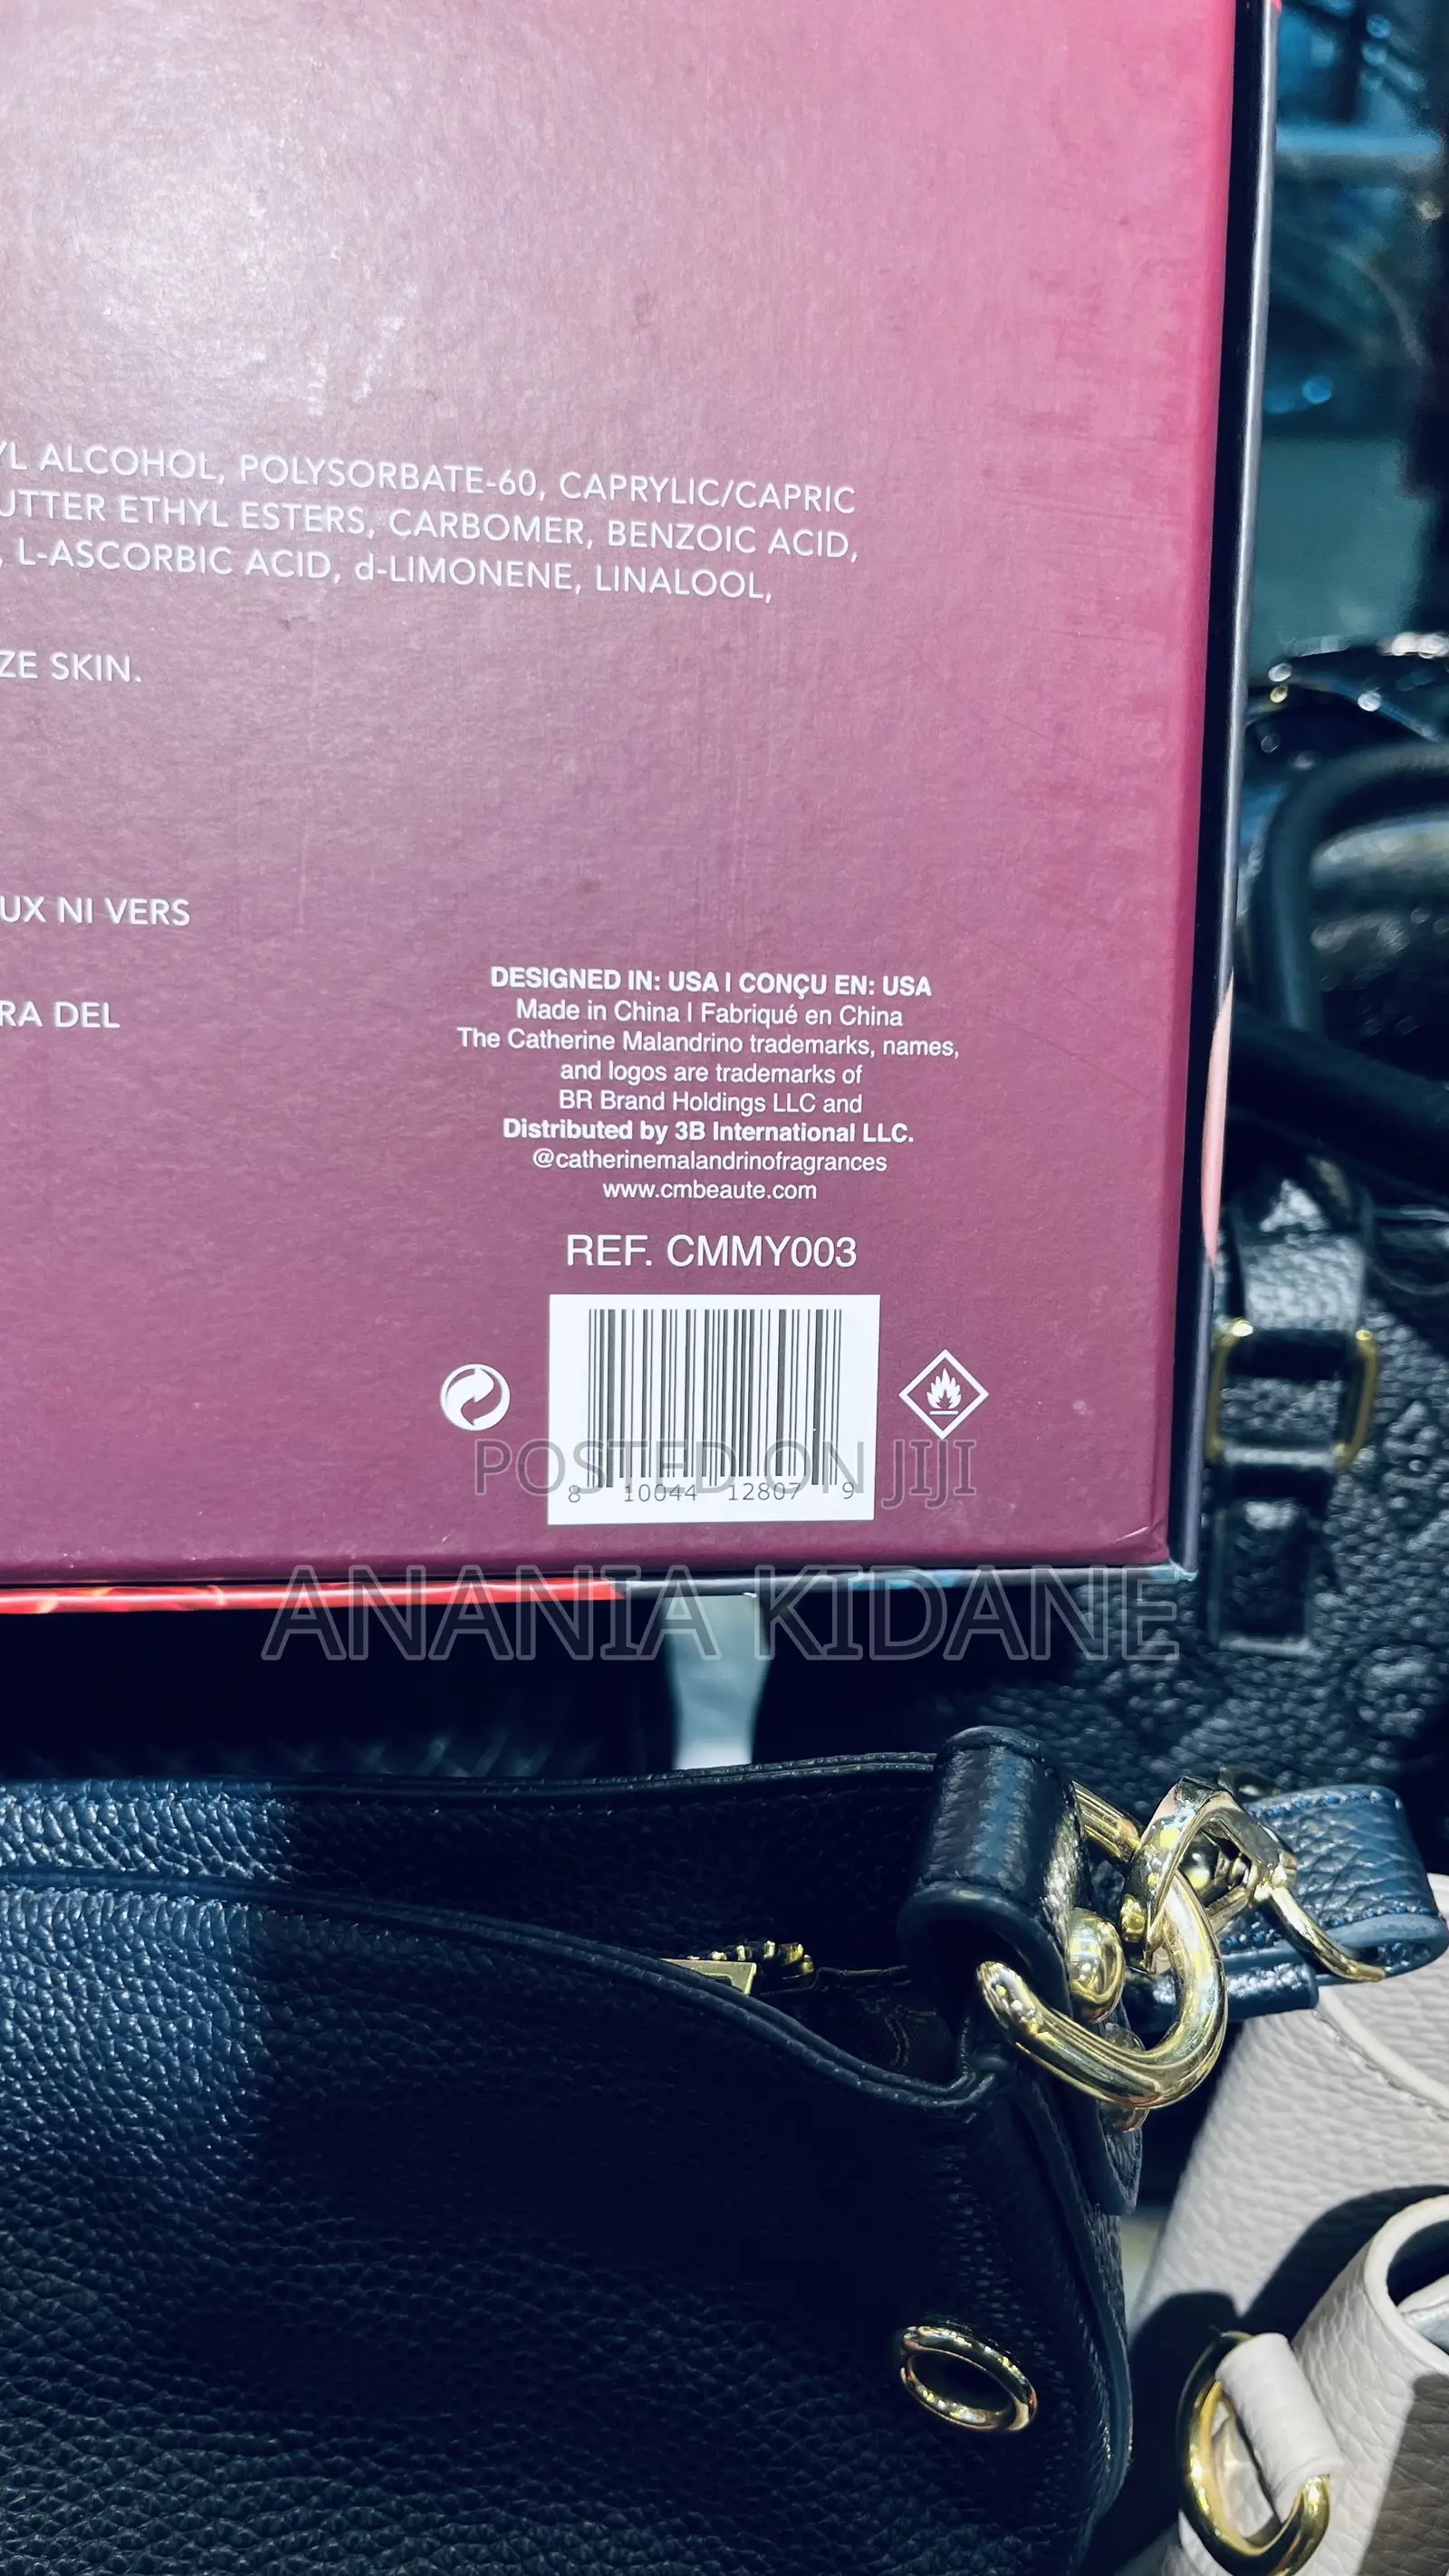 YL ALCOHOL, POLYSORBATE-60, CAPRYLIC/CAPRIC
UTTER ETHYL ESTERS, CARBOMER, BENZOIC ACID,
, L-ASCORBIC ACID, d-LIMONENE, LINALOOL,
ZE SKIN.
UX NI VERS
RA DEL
DESIGNED IN: USA I CONÇU EN: USA
Made in China I Fabriqué en China
The Catherine Malandrino trademarks, names,
and logos are trademarks of
BR Brand Holdings LLC and
Distributed by 3B International LLC.
@catherinemalandrinofragrances
www.cmbeaute.com
REF. CMMY003
8 10044 12807 9
POSTED ON JIJI
ANANIA KIDANE